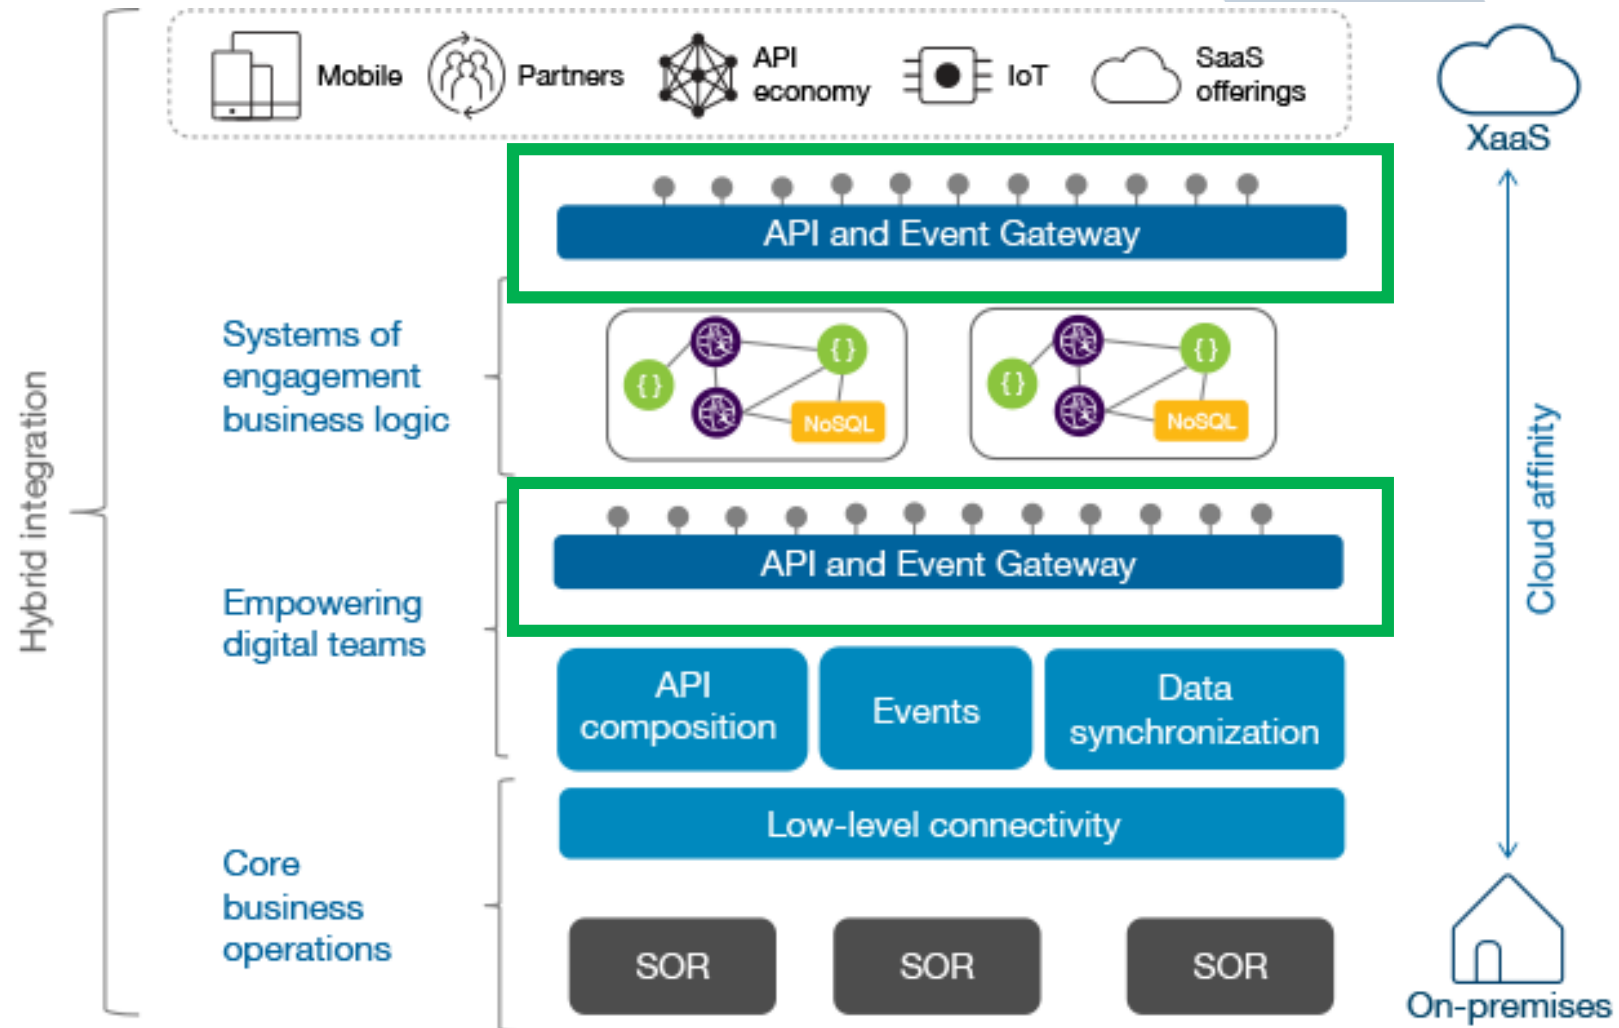 Mobile
Partners
API
economy
IoT
SaaS
offerings
XaaS
API and Event Gateway
Systems of
engagement
business logic
{}
{}
NoSQL
{}
{}
NoSQL
Hybrid integration
Cloud affinity
API and Event Gateway
Empowering
digital teams
API
composition
Events
Data
synchronization
Low-level connectivity
Core
business
operations
SOR
SOR
SOR
On-premises